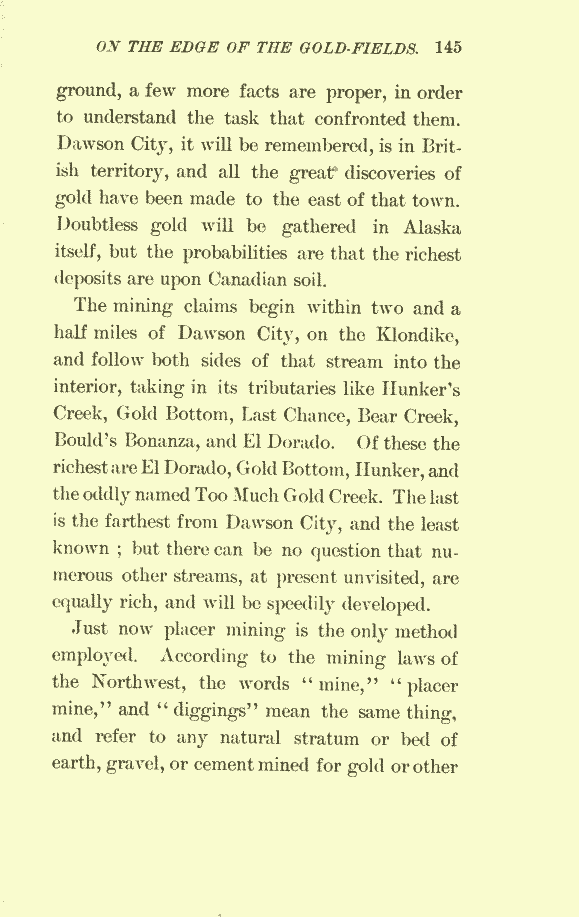 ON THE EDGE OF THE GOLD-FIELDS. 145
ground, a few more facts are proper, in order
to understand the task that confronted them.
Dawson City, it will be remembered, is in Brit-
ish territory, and all the great discoveries of
gold have been made to the east of that town.
Doubtless gold will be gathered in Alaska
itself, but the probabilities are that the richest
deposits are upon Canadian soil.
The mining claims begin within two and a
half miles of Dawson City, on the Klondike,
and follow both sides of that stream into the
interior, taking in its tributaries like Hunker's
Creek, Gold Bottom, Last Chance, Bear Creek,
Bould's Bonanza, and El Dorado. Of these the
richest are El Dorado, Gold Bottom, Hunker, and
the oddly named Too Much Gold Creek. The last
is the farthest from Dawson City, and the least
known ; but there can be no question that nu-
merous other streams, at present unvisited, are
equally rich, and will be speedily developed.
Just now placer mining is the only method
employed. According to the mining laws of
the Northwest, the words “ mine,” “ placer
mine,” and “ diggings” mean the same thing,
and refer to any natural stratum or bed of
earth, gravel, or cement mined for gold or other